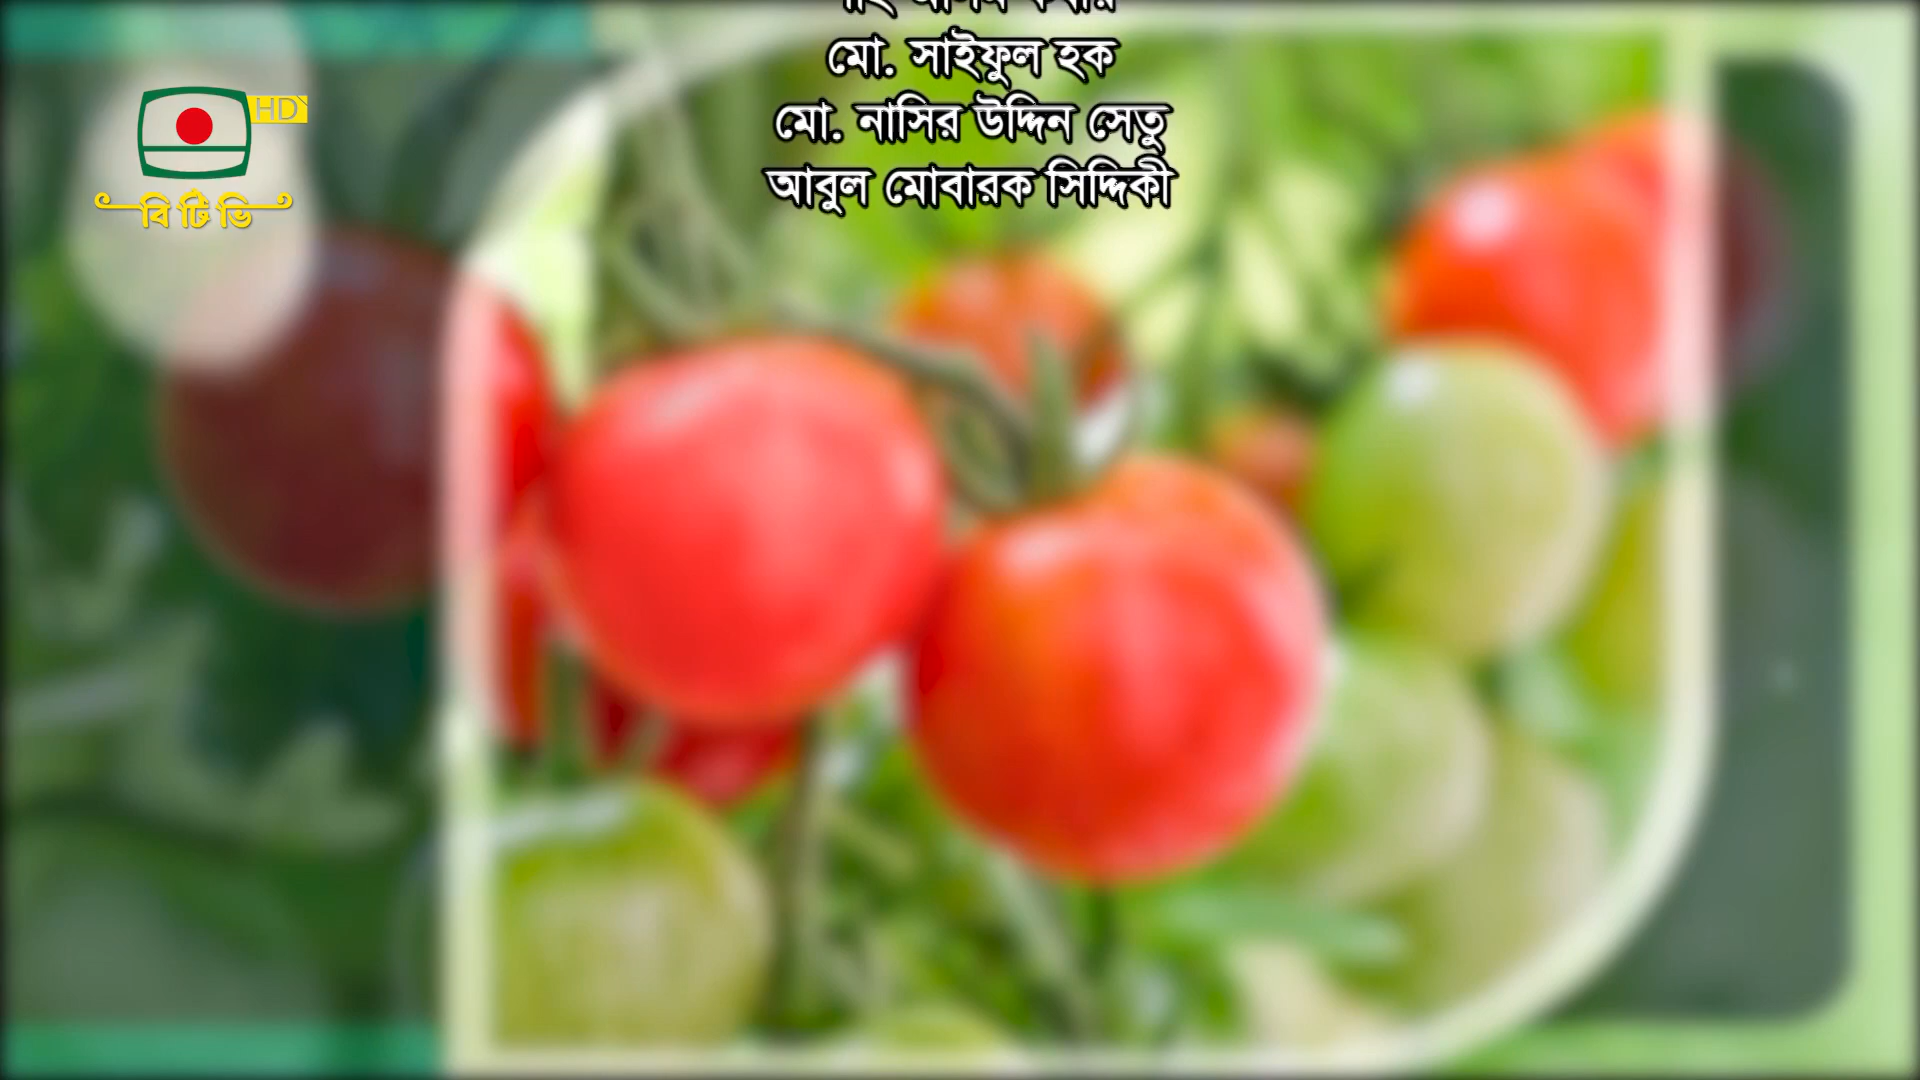 মো. সাইফুল হক
মো. নাসির উদ্দিন সেতু
আবুল মোবারক সিদ্দিকী
HD
বিটিভি